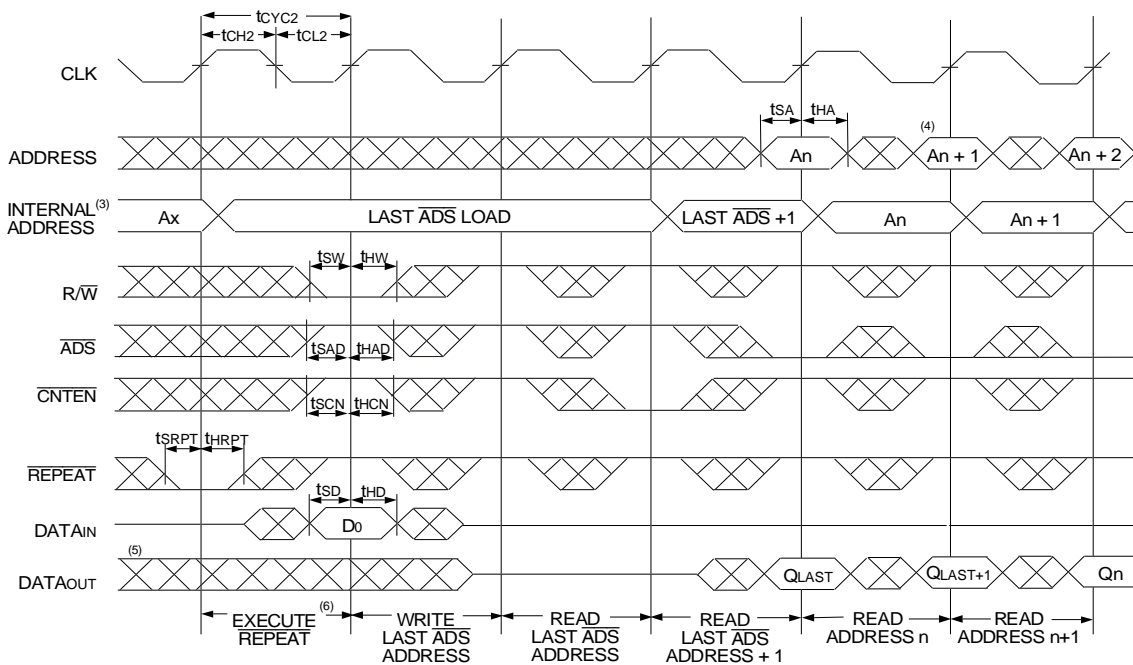 tCYC2
tCH2 tCL2
CLK
tSA tHA
ADDRESS An (4) An + 1 An + 2
INTERNAL (3) ADDRESS Ax LAST ADS LOAD LAST ADS +1 An An + 1
tSW tHW
R/W
ADS
tSAD tHAD
CNTEN
tSCN tHCN
tSRPT tHRPT
REPEAT
tSD tHD
DATAIN D0
(5)
DATAOUT QLAST QLAST+1 Qn
EXECUTE (6) REPEAT
WRITE LAST ADS ADDRESS
READ LAST ADS ADDRESS
READ LAST ADS ADDRESS + 1
READ ADDRESS n
READ ADDRESS n+1